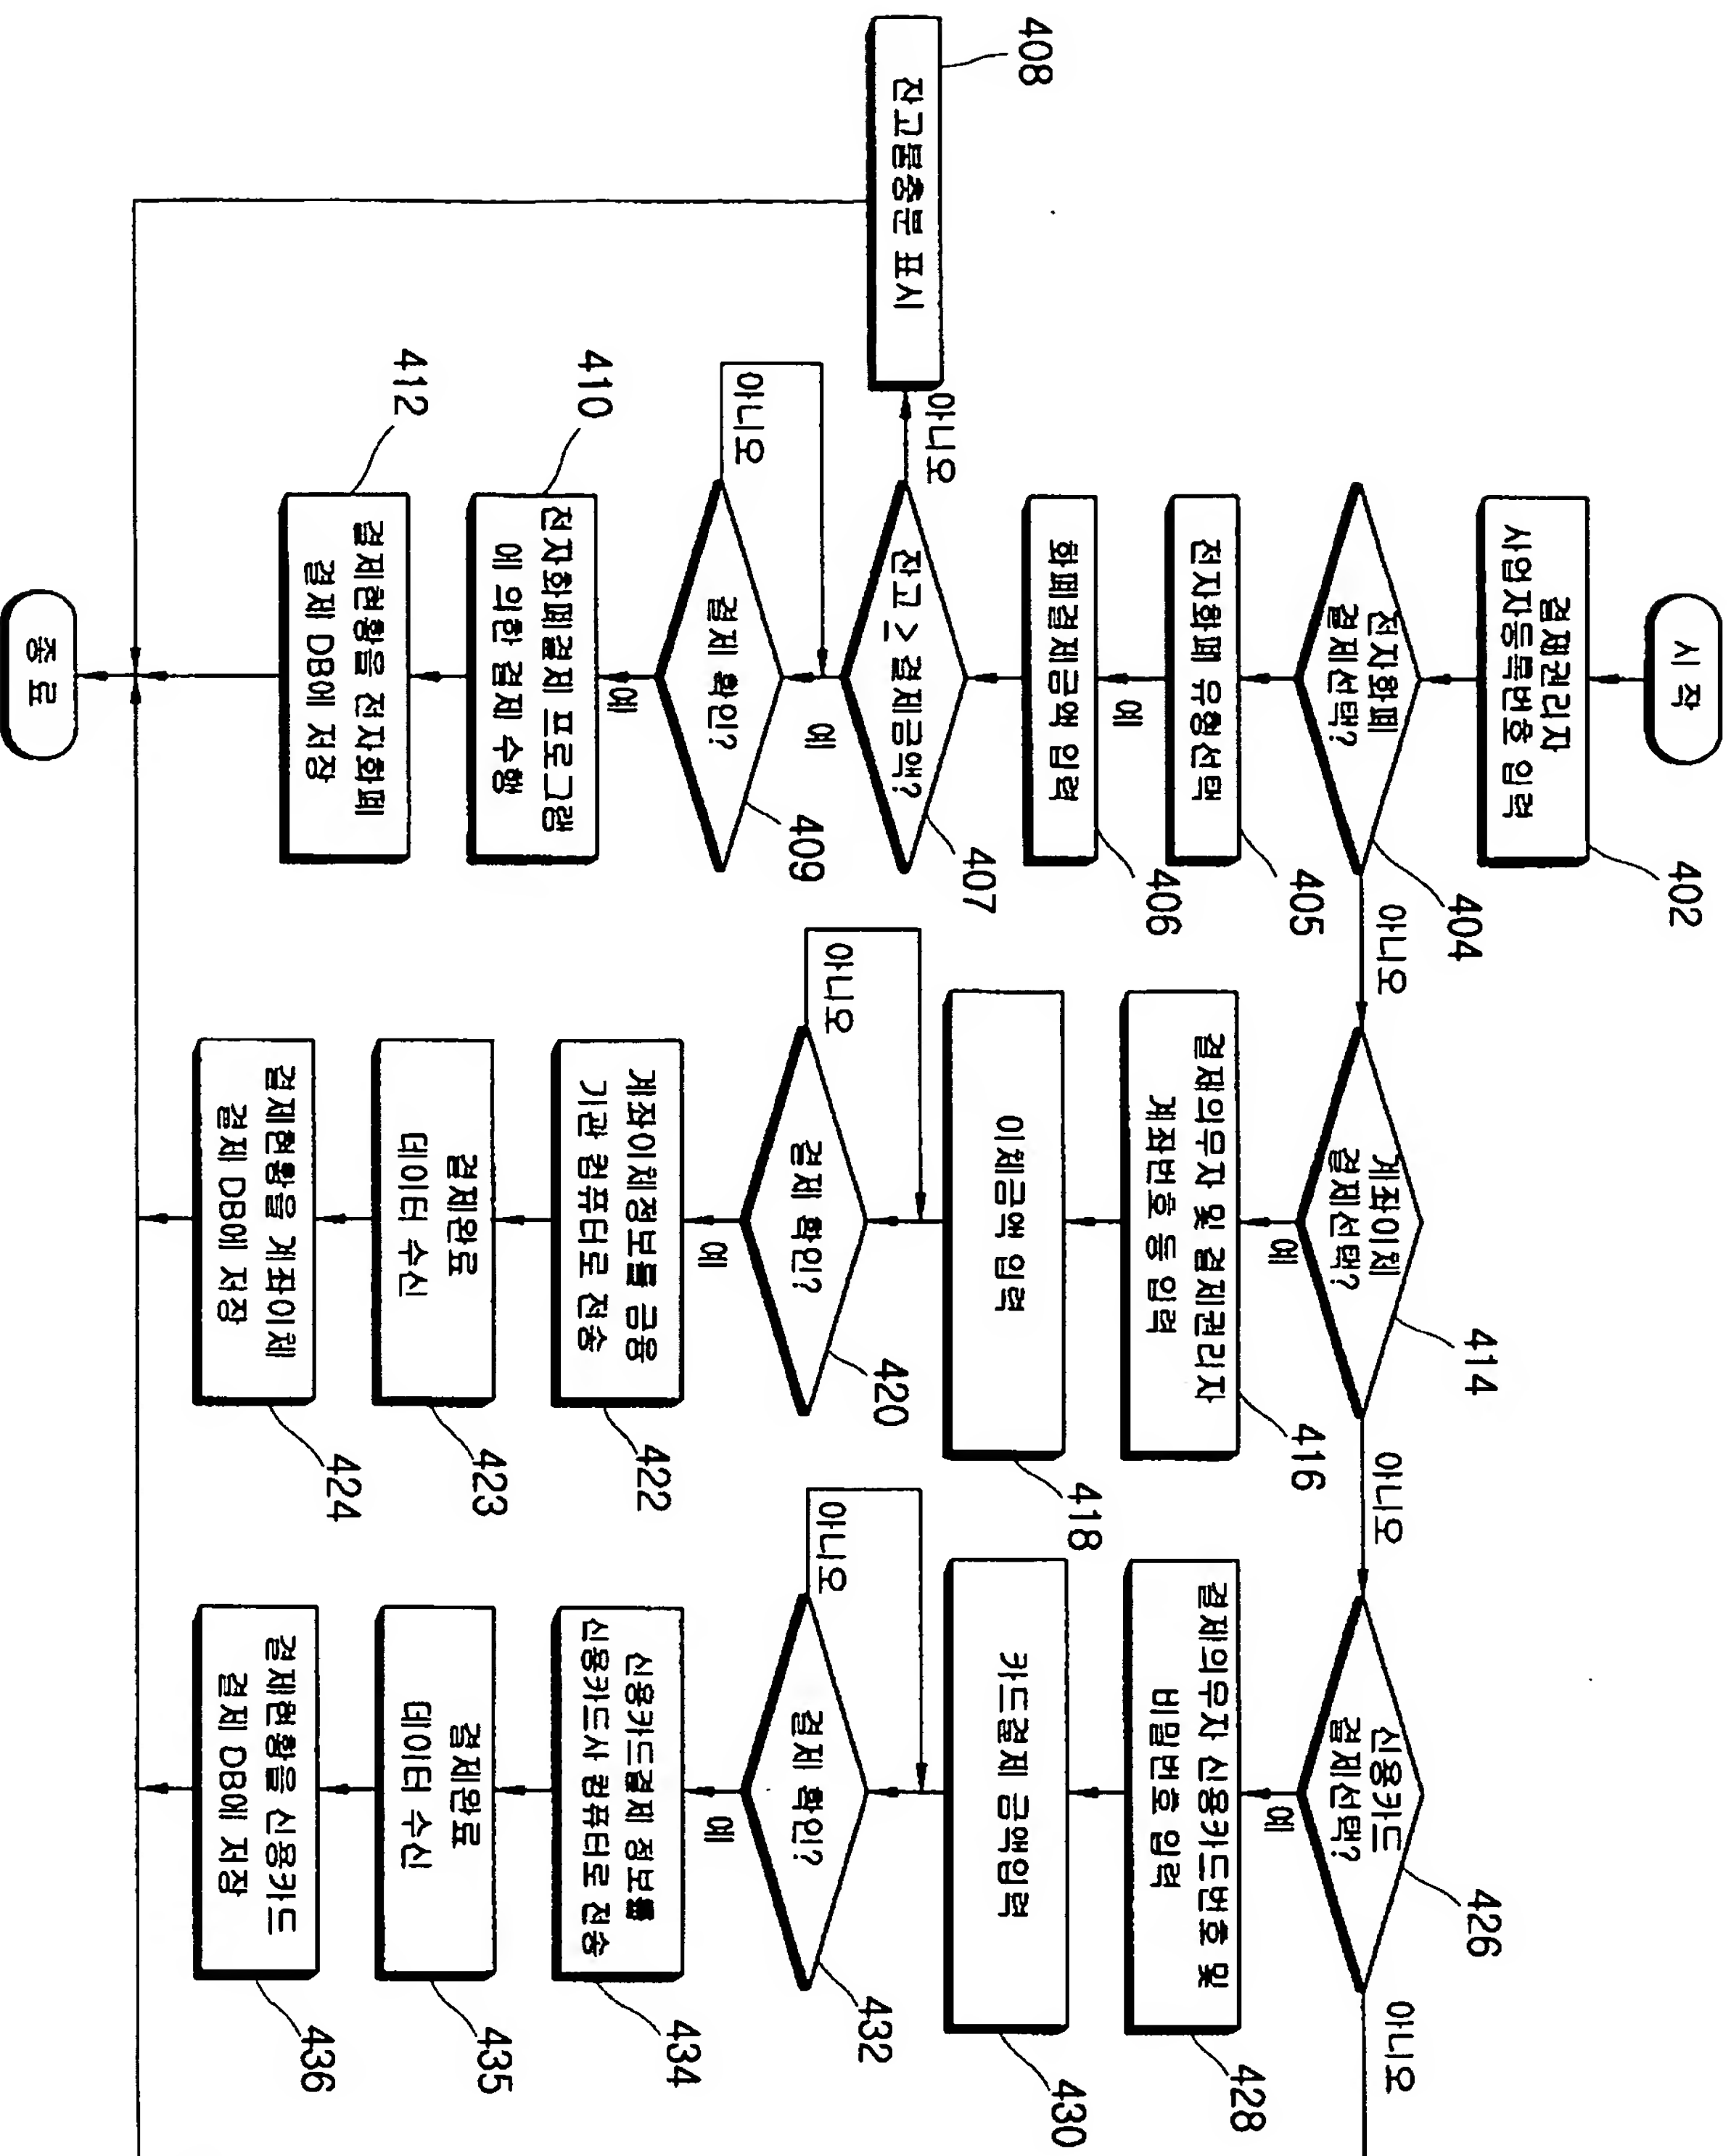 시 작
결제권리자
사업자등록번호 입력
402
전자화폐
결제선택?
404
아니오
전자화폐 유형선택
405
예
화폐결제금액 입력
406
잔고 ≥ 결제금액?
407
아니오
잔고불충분 표시
408
예
결제 확인?
409
아니오
예
전자화폐결제 프로그램
에 의한 결제 수행
410
결제현황을 전자화폐
결제 DB에 저장
412
종 료
계좌이체
결제선택?
414
아니오
예
결제의무자 및 결제권리자
계좌번호 등 입력
416
이체금액 입력
418
결제 확인?
420
아니오
예
계좌이체정보를 금융
기관 컴퓨터로 전송
422
결제완료
데이터 수신
423
결제현황을 계좌이체
결제 DB에 저장
424
신용카드
결제선택?
426
아니오
예
결제의무자 신용카드번호 및
비밀번호 입력
428
카드결제 금액입력
430
결제 확인?
432
아니오
예
신용카드결제 정보를
신용카드사 컴퓨터로 전송
434
결제완료
데이터 수신
435
결제현황을 신용카드
결제 DB에 저장
436